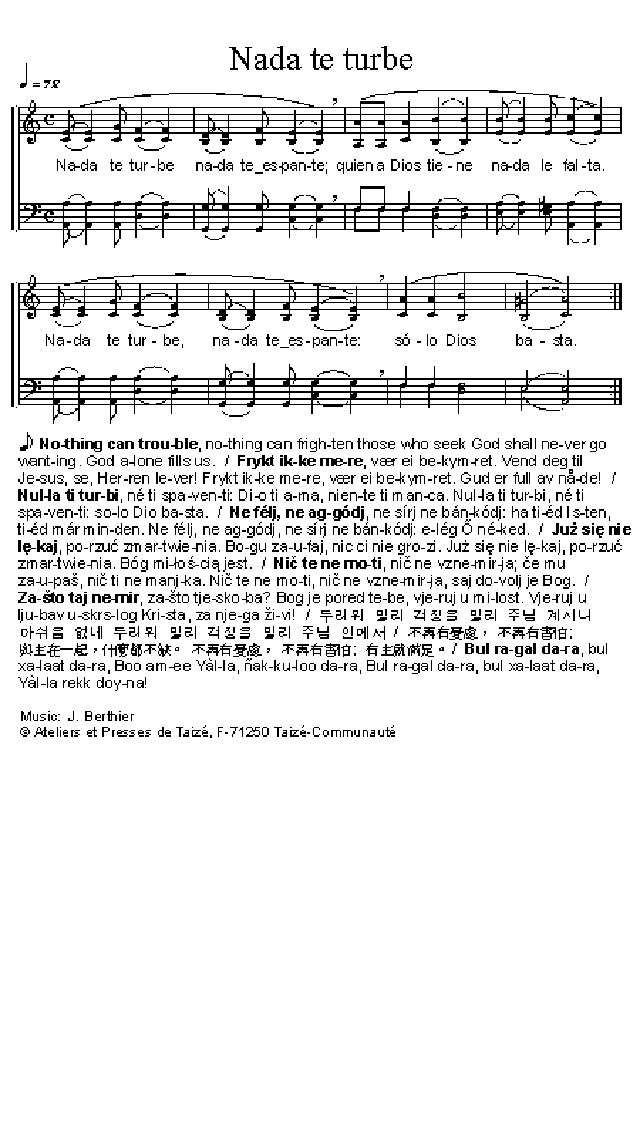 Nada te turbe
♩ = 72
Na-da te tur-be na-da te_es-pan-te; quien a Dios tie-ne na-da le fal-ta.
Na-da te tur-be, na-da te_es-pan-te: só-lo Dios ba-sta.
No-thing can trou-ble, no-thing can frigh-ten those who seek God shall ne-ver go
want-ing. God a-lone fills us. / Frykt ik-ke me-re, vær ei be-kym-ret. Vend deg til
Je-sus, se, Her-ren le-ver! Frykt ik-ke me-re, vær ei be-kym-ret. Gud er full av nå-de! /
Nul-la ti tur-bi, né ti spa-ven-ti: Di-o ti a-ma, nien-te ti man-ca. Nul-la ti tur-bi, né ti
spa-ven-ti: so-lo Dio ba-sta. / Ne félj, ne ag-gódj, ne sírj ne bán-kódj: ha ti-éd Is-ten,
ti-éd már min-den. Ne félj, ne ag-gódj, ne sírj ne bán-kódj: e-lég Ő né-ked. / Już się nie
lę-kaj, po-rzuć zmar-twie-nia. Bo-gu za-u-faj, nic ci nie gro-zi. Już się nie lę-kaj, po-rzuć
zmar-twie-nia. Bóg mi-łoś-cią jest. / Nič te ne mo-ti, nič ne vzne-mir-ja; če mu
za-u-paš, nič ti ne manj-ka. Nič te ne mo-ti, nič ne vzne-mir-ja, saj do-volj je Bog. /
Za-što taj ne-mir, za-što tje-sko-ba? Bog je pored te-be, vje-ruj u mi-lost. Vje-ruj u
lju-bav u-skrs-log Kri-sta, za nje-ga ži-vi! / 두려워 말리 걱정을 말리 주님 계시니
아쉬움 없네 두려워 말리 걱정을 말리 주님 안에서 / 不再有憂慮， 不再有害怕；
與主在一起，什麼都不缺。 不再有憂慮， 不再有害怕； 有主就滿足。 / Bul ra-gal da-ra, bul
xa-laat da-ra, Boo am-ee Yàl-la, ñak-ku-loo da-ra, Bul ra-gal da-ra, bul xa-laat da-ra,
Yàl-la rekk doy-na!
Music: J. Berthier
© Ateliers et Presses de Taizé, F-71250 Taizé-Communauté